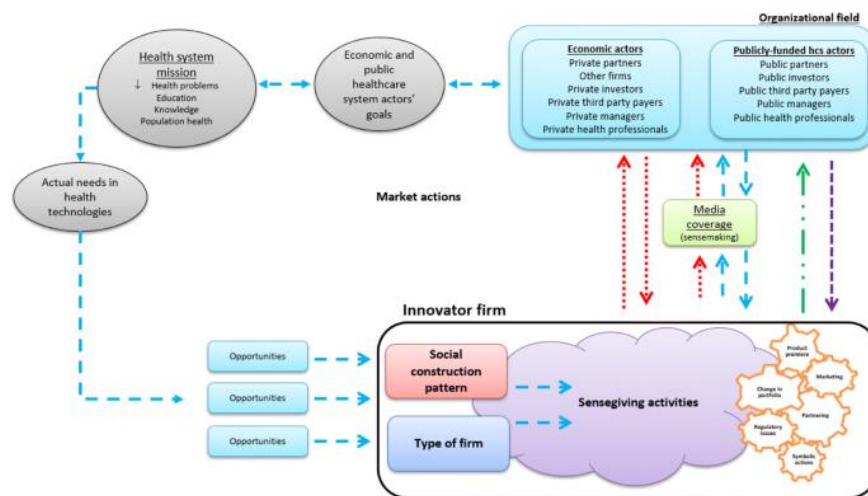 Organizational field
Health system
mission
↓ Health problems
Education
Knowledge
Population health
Economic and
public healthcare
system actors'
goals
Economic actors
Private partners
Other firms
Private investors
Private third party payers
Private managers
Private health professionals
Publicly-funded hcs actors
Public partners
Public investors
Public third party payers
Public managers
Public health professionals
Actual needs in
health
technologies
Market actions
Media
coverage
(sensemaking)
Innovator firm
Opportunities
Opportunities
Opportunities
Social
construction
pattern
Type of firm
Sensegiving activities
Product
premiere
Marketing
Change in
portfolio
Partnering
Regulatory
issues
Symbolic
actions